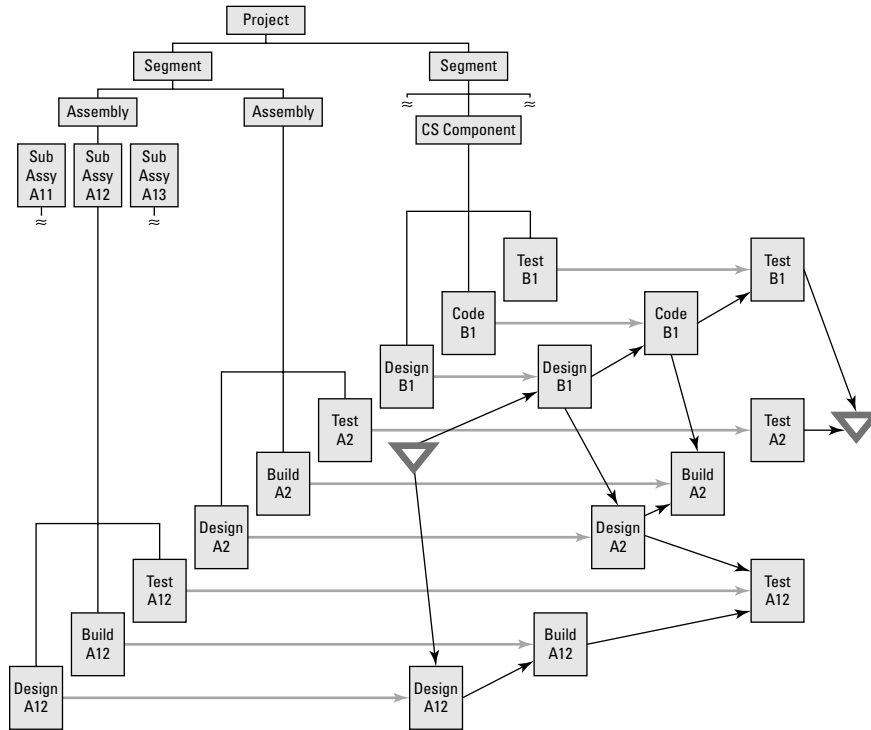 Project
Segment
Segment
Assembly
Assembly
CS Component
Sub
Assy
A11
Sub
Assy
A12
Sub
Assy
A13
Test
B1
Test
B1
Code
B1
Code
B1
Design
B1
Design
B1
Test
A2
Test
A2
Build
A2
Build
A2
Design
A2
Design
A2
Test
A12
Test
A12
Build
A12
Build
A12
Design
A12
Design
A12